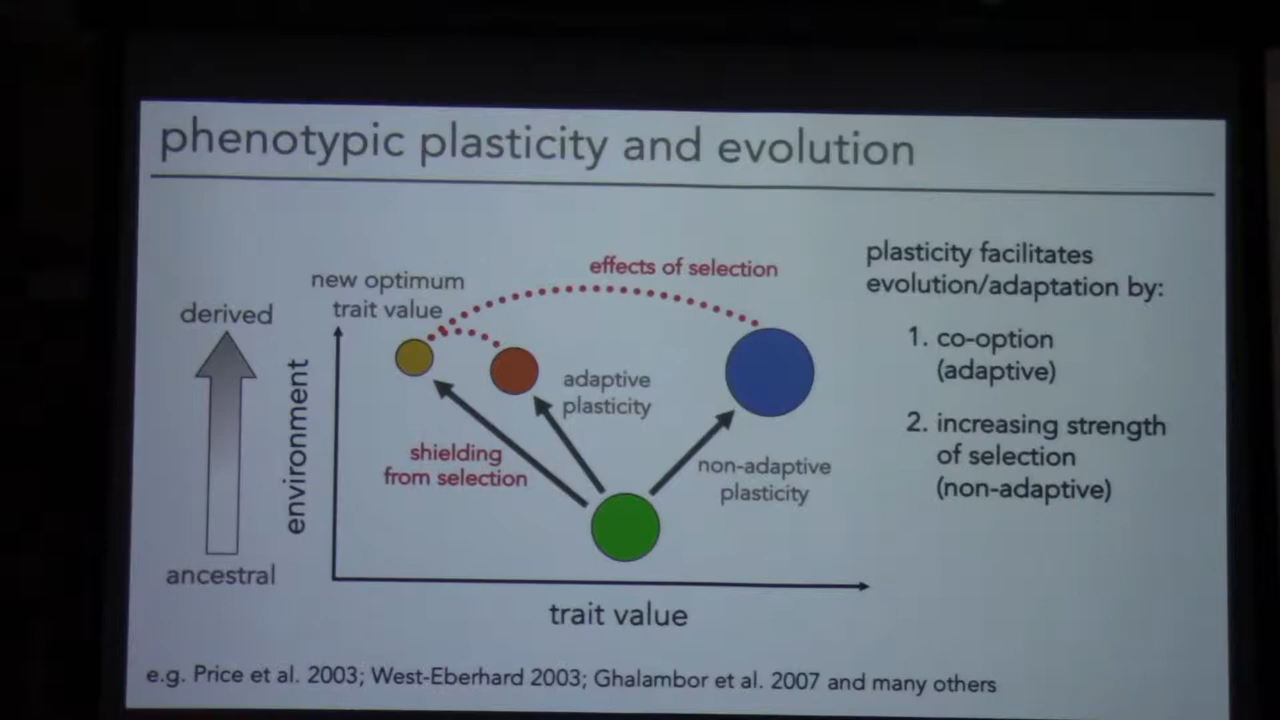 phenotypic plasticity and evolution
effects of selection
new optimum
trait value
derived
environment
ancestral
adaptive
plasticity
shielding
from selection
non-adaptive
plasticity
trait value
plasticity facilitates
evolution/adaptation by:
1. co-option
(adaptive)
2. increasing strength
of selection
(non-adaptive)
e.g. Price et al. 2003; West-Eberhard 2003; Ghalambor et al. 2007 and many others